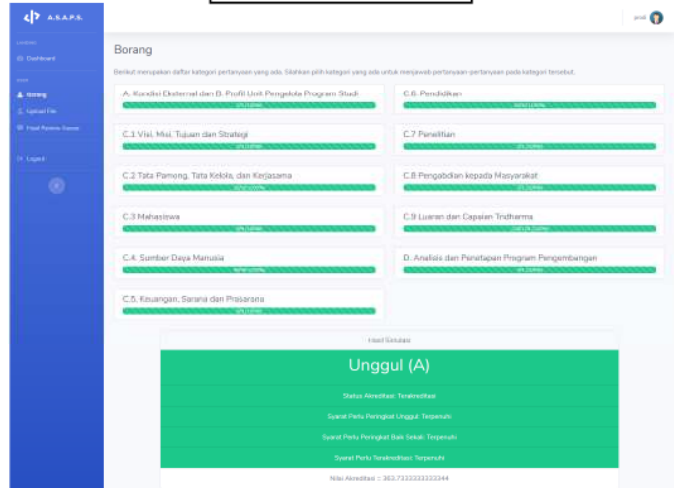 A.S.A.P.S.
prodi
Dashboard
Borang
Upload File
Logout
Borang
Berikut merupakan daftar kategori pertanyaan yang ada. Silahkan pilih kategori yang ada untuk menjawab pertanyaan-pertanyaan pada kategori tersebut.
A. Kondisi Eksternal dan B. Profil Unit Pengelola Program Studi
C.1 Visi, Misi, Tujuan dan Strategi
C.2 Tata Pamong, Tata Kelola, dan Kerjasama
C.3 Mahasiswa
C.4. Sumber Daya Manusia
C.5. Keuangan, Sarana dan Prasarana
C.6. Pendidikan
C.7 Penelitian
C.8 Pengabdian kepada Masyarakat
C.9 Luaran dan Capaian Tridharma
D. Analisis dan Penetapan Program Pengembangan
Hasil Simulasi
Unggul (A)
Status Akreditasi: Terakreditasi
Syarat Perlu Peringkat Unggul: Terpenuhi
Syarat Perlu Peringkat Baik Sekali: Terpenuhi
Syarat Perlu Terakreditasi: Terpenuhi
Nilai Akreditasi : 363,7333333333344